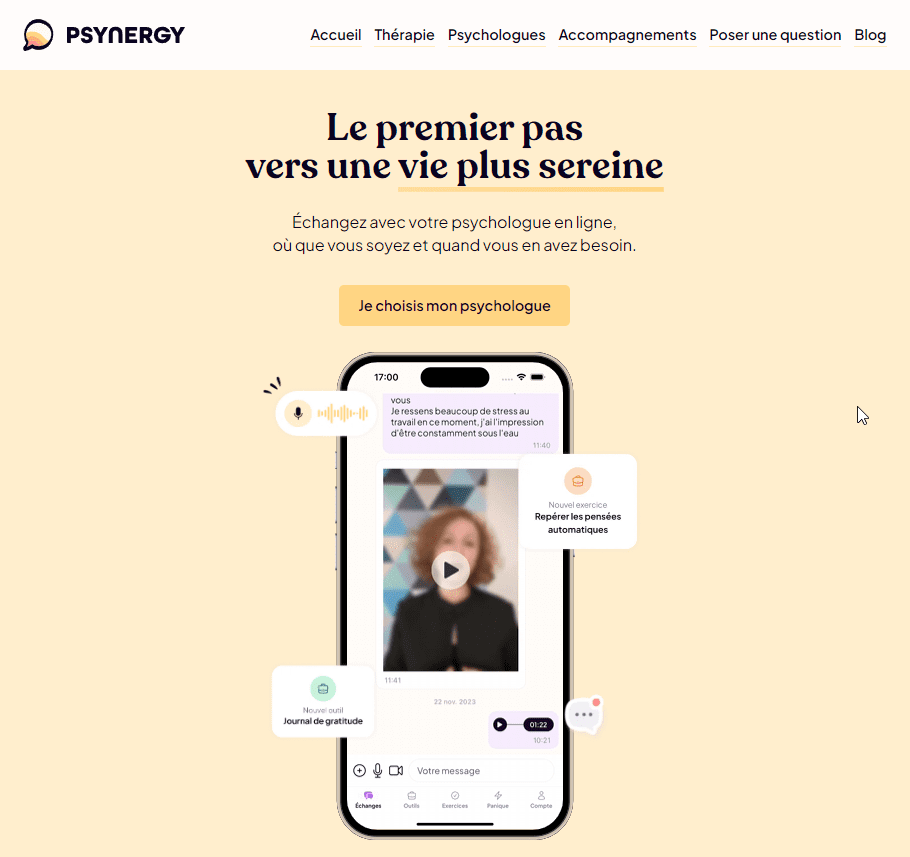 PSYNERGY
Accueil Thérapie Psychologues Accompagnements Poser une question Blog
Le premier pas
vers une vie plus sereine
Échangez avec votre psychologue en ligne,
où que vous soyez et quand vous en avez besoin.
Je choisis mon psychologue
17:00
vous
Je ressens beaucoup de stress au
travail en ce moment, j'ai l'impression
d'être constamment sous l'eau
11:40
Nouvel exercice
Repérer les pensées
automatiques
11:41
Nouvel outil
Journal de gratitude
22 nov. 2023
01:22
10:21
Votre message
Échanges Outils Exercices Panique Compte